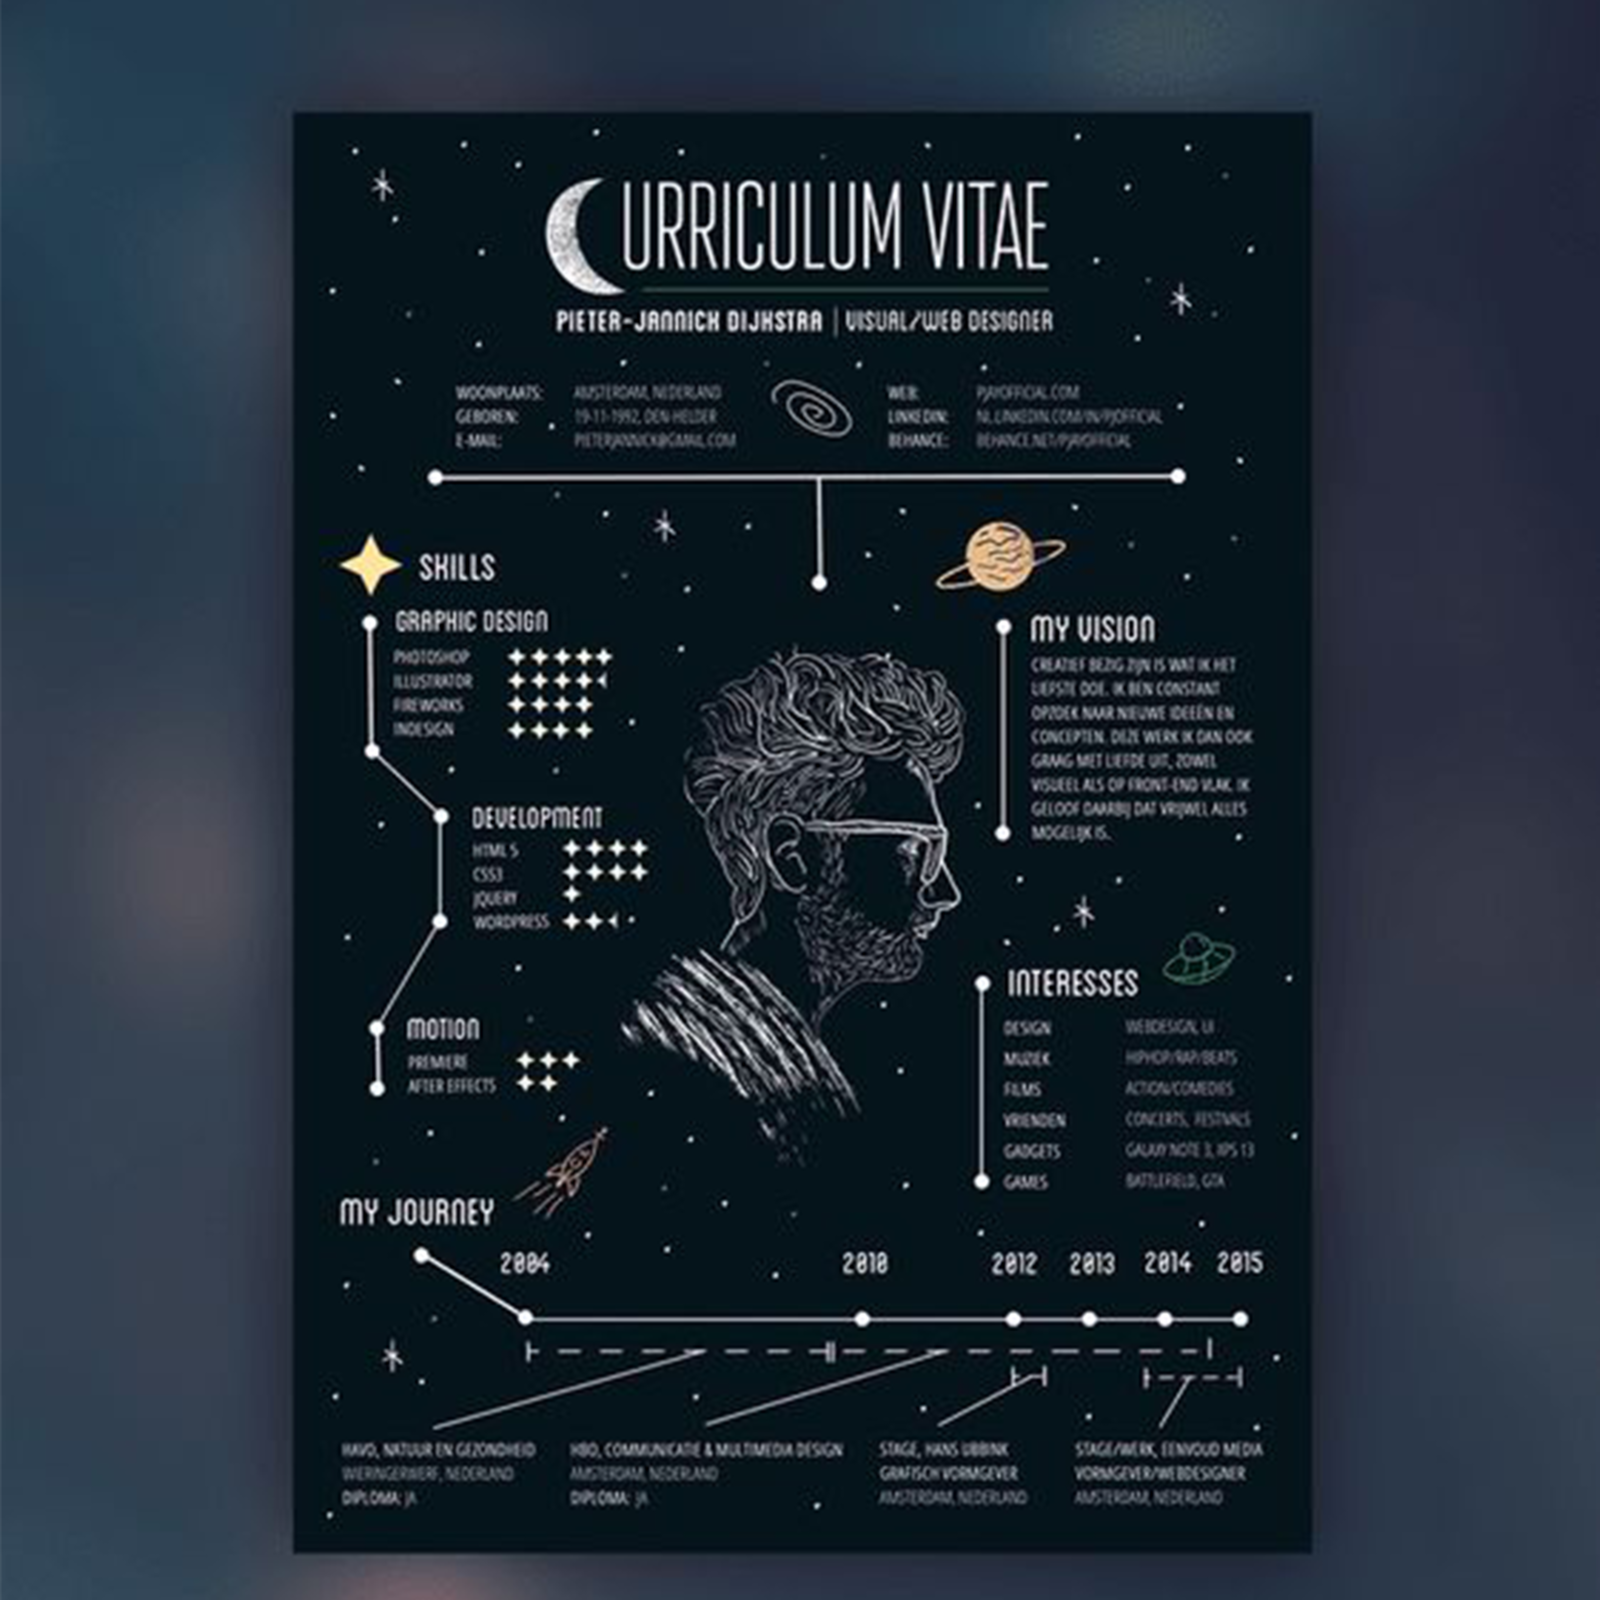 CURRICULUM VITAE
PIETER-JANNICK DIJKSTRA | VISUAL/WEB DESIGNER
WOONPLAATS: AMSTERDAM, NEDERLAND
GEBOREN: 19-11-1992, DEN-HELDER
E-MAIL: PIETERJANNICK@GMAIL.COM
WEB: PJAYOFFICIAL.COM
LINKEDIN: NL.LINKEDIN.COM/IN/PJOFFICIAL
BEHANCE: BEHANCE.NET/PJAYOFFICIAL
SKILLS
GRAPHIC DESIGN
PHOTOSHOP
ILLUSTRATOR
FIREWORKS
INDESIGN
DEVELOPMENT
HTML 5
CSS3
JQUERY
WORDPRESS
MOTION
PREMIERE
AFTER EFFECTS
MY VISION
CREATIEF BEZIG ZIJN IS WAT IK HET
LIEFSTE DOE. IK BEN CONSTANT
OPZOEK NAAR NIEUWE IDEEËN EN
CONCEPTEN. DEZE WERK IK DAN OOK
GRAAG MET LIEFDE UIT, ZOWEL
VISUEEL ALS OP FRONT-END VLAK. IK
GELOOF DAARBIJ DAT VRIJWEL ALLES
MOGELIJK IS.
INTERESSES
DESIGN WEBDESIGN, UI
MUZIEK HIPHOP/RAP/BEATS
FILMS ACTION/COMEDIES
VRIENDEN CONCERTS, FESTIVALS
GADGETS GALAXY NOTE 3, XPS 13
GAMES BATTLEFIELD, GTA
MY JOURNEY
2004 2010 2012 2013 2014 2015
HAVO, NATUUR EN GEZONDHEID
WIERINGERWERF, NEDERLAND
DIPLOMA: JA
HBO, COMMUNICATIE & MULTIMEDIA DESIGN
AMSTERDAM, NEDERLAND
DIPLOMA: JA
STAGE, HANS UBBINK
GRAFISCH VORMGEVER
AMSTERDAM, NEDERLAND
STAGE/WERK, EENVOUD MEDIA
VORMGEVER/WEBDESIGNER
AMSTERDAM, NEDERLAND